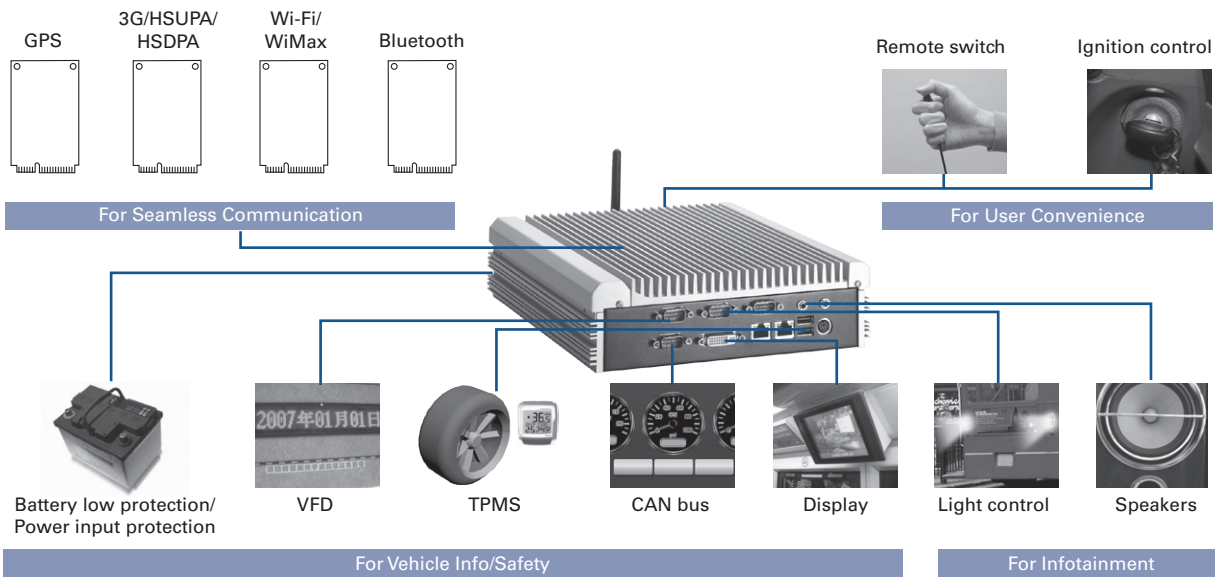 GPS
3G/HSUPA/
HSDPA
Wi-Fi/
WiMax
Bluetooth
Remote switch
Ignition control
For Seamless Communication
For User Convenience
2007年01月01日
Battery low protection/
Power input protection
VFD
TPMS
CAN bus
Display
Light control
Speakers
For Vehicle Info/Safety
For Infotainment